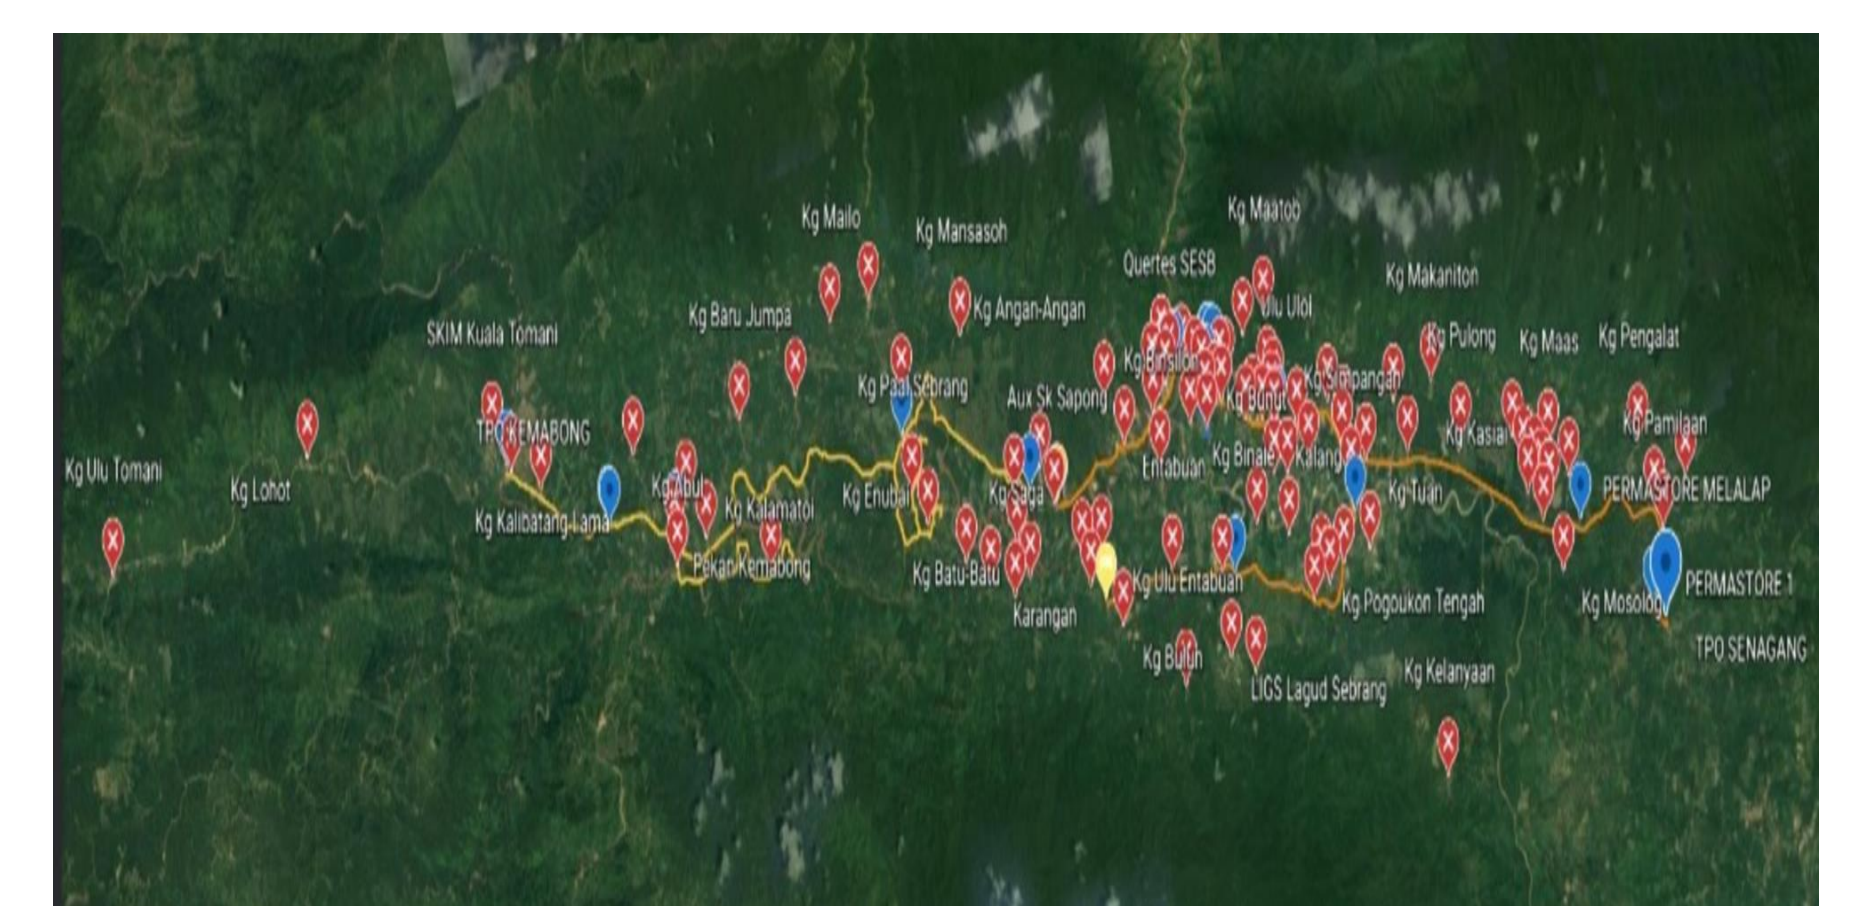 Kg Maatob
Kg Mailo
Kg Mansasoh
Quertes SESB
Kg Makaniton
Ulu Uloi
Kg Angan-Angan
Kg Baru Jumpa
SKIM Kuala Tomani
Kg Pulong
Kg Maas
Kg Pengalat
Kg Binsilon
Kg Simpangan
Kg Paal Sebrang
Aux Sk Sapong
Kg Bunut
Kg Pamilaan
TPO KEMABONG
Kg Kasiai
Kg Binale
Kalang
Entabuan
Kg Ulu Tomani
Kg Lohot
Kg Abul
Kg Enubai
Kg Saga
Kg Tuan
PERMASTORE MELALAP
Kg Kalamatoi
Kg Kalibatang Lama
Pekan Kemabong
Kg Batu-Batu
Kg Ulu Entabuan
PERMASTORE 1
Kg Mosolog
Kg Pogoukon Tengah
Karangan
TPO SENAGANG
Kg Buluh
Kg Kelanyaan
LIGS Lagud Sebrang